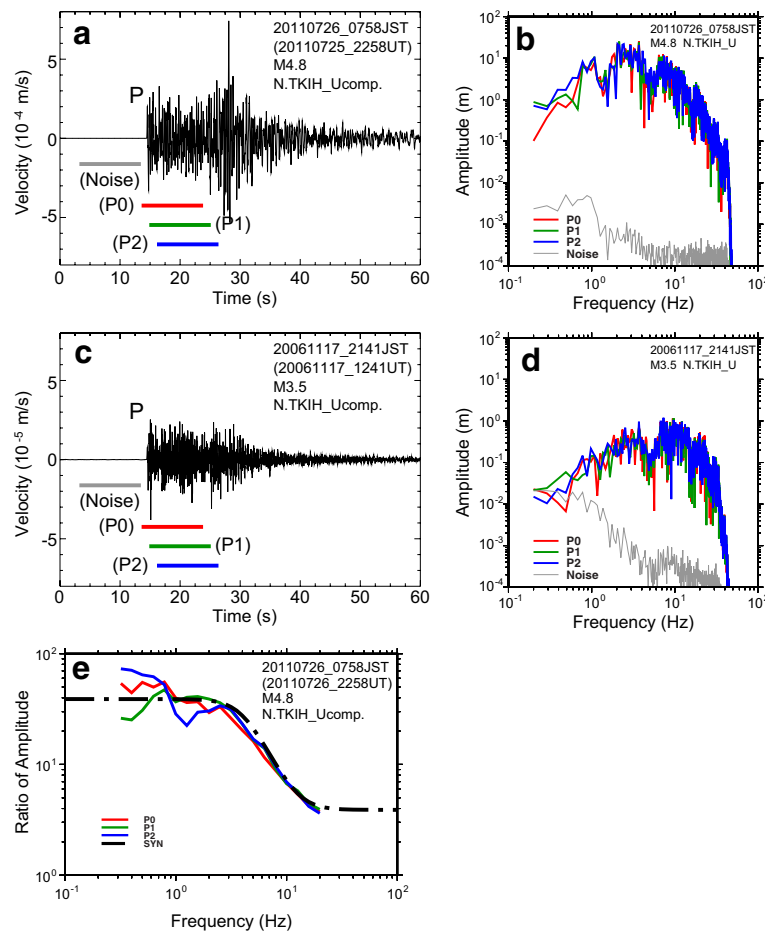 a
20110726_0758JST
(20110725_2258UT)
M4.8
N.TKIH_Ucomp.
P
(Noise)
(P0)
(P1)
(P2)
Velocity (10⁻⁴ m/s)
5
0
-5
0 10 20 30 40 50 60
Time (s)
b
20110726_0758JST
M4.8 N.TKIH_U
Amplitude (m)
10²
10¹
10⁰
10⁻¹
10⁻²
10⁻³
10⁻⁴
P0
P1
P2
Noise
10⁻¹ 10⁰ 10¹ 10²
Frequency (Hz)
c
20061117_2141JST
(20061117_1241UT)
M3.5
N.TKIH_Ucomp.
P
(Noise)
(P0)
(P1)
(P2)
Velocity (10⁻⁵ m/s)
5
0
-5
0 10 20 30 40 50 60
Time (s)
d
20061117_2141JST
M3.5 N.TKIH_U
Amplitude (m)
10²
10¹
10⁰
10⁻¹
10⁻²
10⁻³
10⁻⁴
P0
P1
P2
Noise
10⁻¹ 10⁰ 10¹ 10²
Frequency (Hz)
e
20110726_0758JST
(20110726_2258UT)
M4.8
N.TKIH_Ucomp.
Ratio of Amplitude
10²
10¹
10⁰
P0
P1
P2
SYN
10⁻¹ 10⁰ 10¹ 10²
Frequency (Hz)